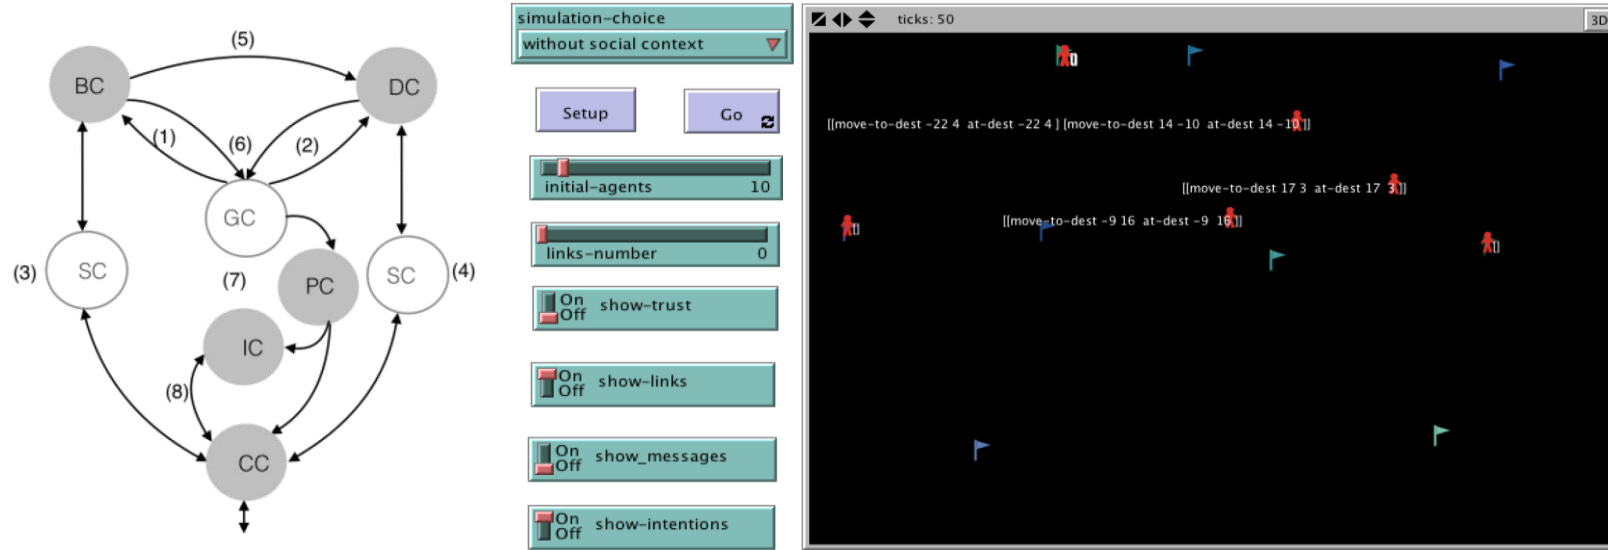 (5)
BC
DC
(1)
(6)
(2)
GC
(3)
SC
(7)
PC
SC
(4)
IC
(8)
CC
simulation-choice
without social context
Setup
Go
initial-agents 10
links-number 0
On
Off
show-trust
On
Off
show-links
On
Off
show_messages
On
Off
show-intentions
ticks: 50
3D
[[move-to-dest -22 4 at-dest -22 4 ] [move-to-dest 14 -10 at-dest 14 -10 ]]
[[move-to-dest 17 3 at-dest 17 3 ]]
[[move-to-dest -9 16 at-dest -9 16 ]]
[]
[]
[]